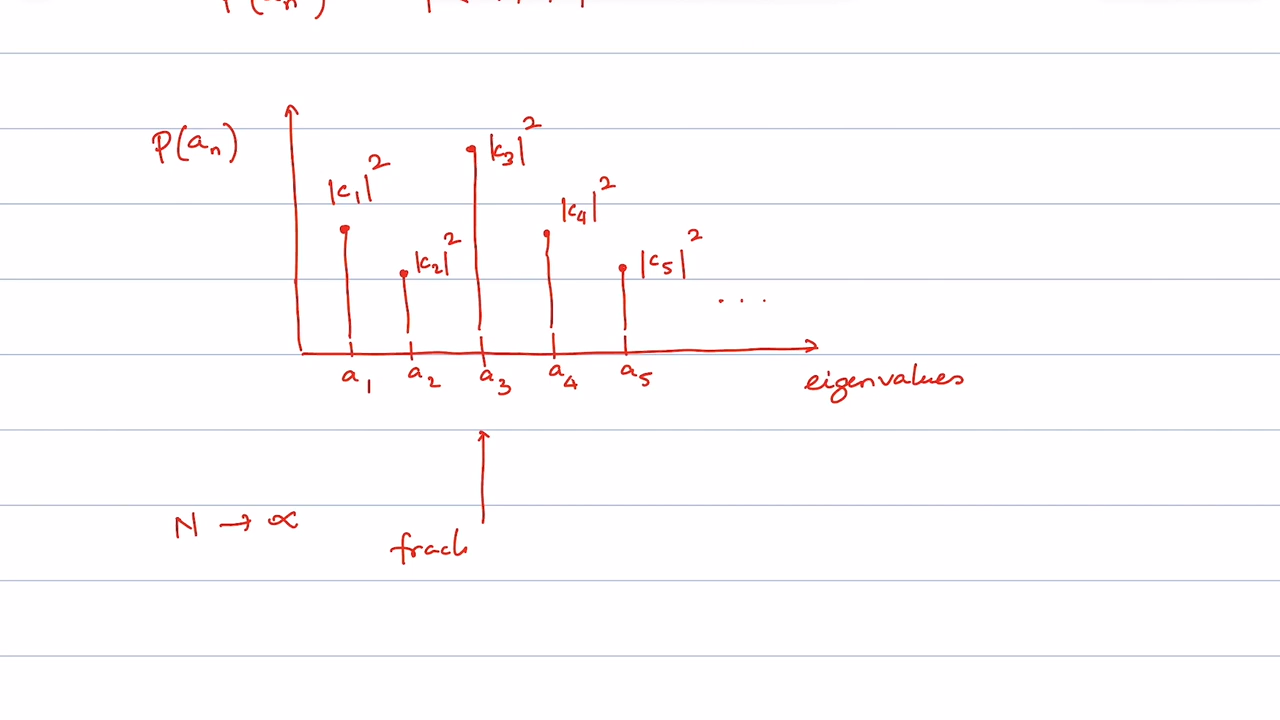 P(aₙ)
|c₁|²
|c₂|²
|c₃|²
|c₄|²
|c₅|²
...
a₁ a₂ a₃ a₄ a₅
eigenvalues
N → ∞
frac